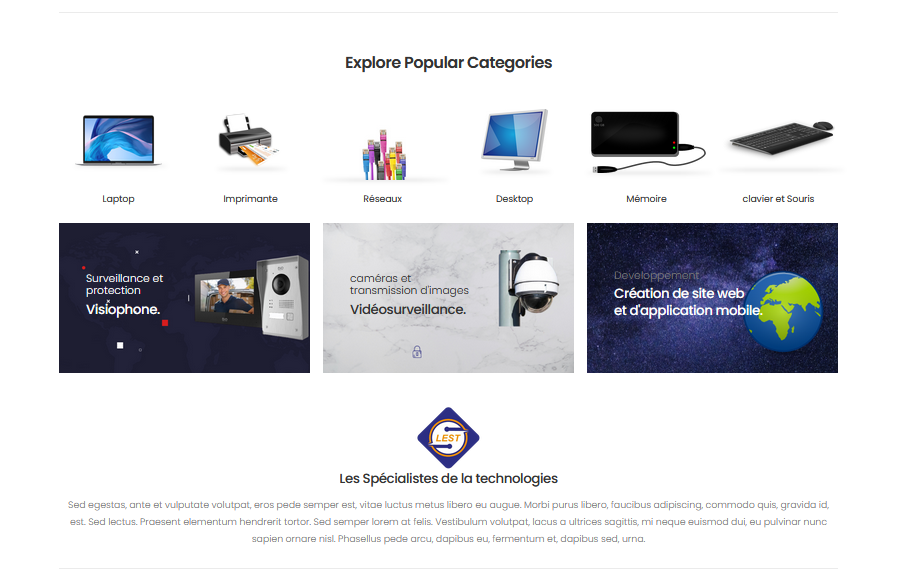 Explore Popular Categories
Laptop
Imprimante
Réseaux
Desktop
Mémoire
clavier et Souris
Surveillance et
protection
Visiophone.
caméras et
transmission d'images
Vidéosurveillance.
Developpement
Création de site web
et d'application mobile.
LEST
Les Spécialistes de la technologies
Sed egestas, ante et vulputate volutpat, eros pede semper est, vitae luctus metus libero eu augue. Morbi purus libero, faucibus adipiscing, commodo quis, gravida id,
est. Sed lectus. Praesent elementum hendrerit tortor. Sed semper lorem at felis. Vestibulum volutpat, lacus a ultrices sagittis, mi neque euismod dui, eu pulvinar nunc
sapien ornare nisl. Phasellus pede arcu, dapibus eu, fermentum et, dapibus sed, urna.